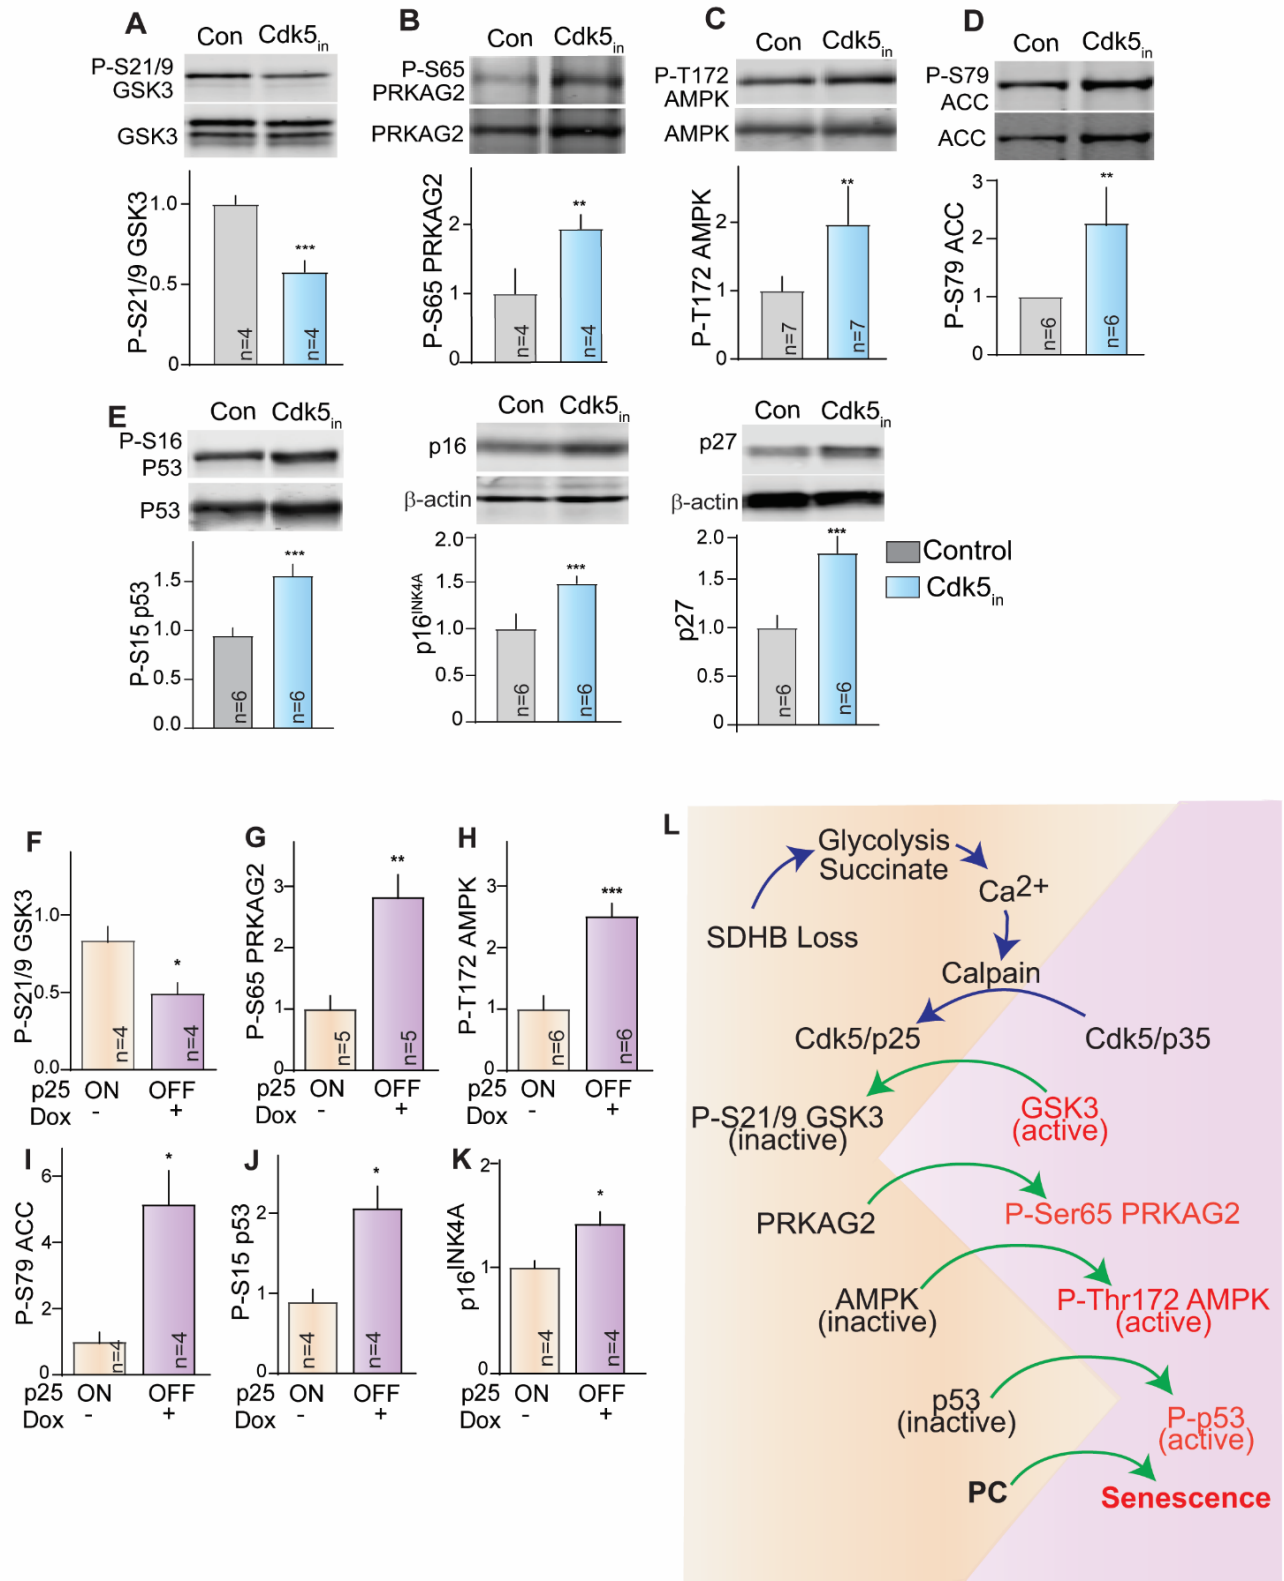 A
Con Cdk5in
P-S21/9
GSK3
GSK3
P-S21/9 GSK3
1.0
0.5
0
***
n=4
n=4
B
Con Cdk5in
P-S65
PRKAG2
PRKAG2
P-S65 PRKAG2
2
1
0
**
n=4
n=4
C
Con Cdk5in
P-T172
AMPK
AMPK
P-T172 AMPK
2
1
0
**
n=7
n=7
D
Con Cdk5in
P-S79
ACC
ACC
P-S79 ACC
3
2
1
0
**
n=6
n=6
E
Con Cdk5in
P-S16
P53
P53
P-S15 p53
1.5
1.0
0.5
0.0
***
n=6
n=6
Con Cdk5in
p16
β-actin
p16INK4A
2.0
1.5
1.0
0.5
0
***
n=6
n=6
Con Cdk5in
p27
β-actin
p27
2.0
1.5
1.0
0.5
0
***
n=6
n=6
Control
Cdk5in
F
P-S21/9 GSK3
1.0
0.5
0.0
*
n=4
n=4
p25 ON OFF
Dox - +
G
P-S65 PRKAG2
3
2
1
0
**
n=5
n=5
p25 ON OFF
Dox - +
H
P-T172 AMPK
3
2
1
0
***
n=6
n=6
p25 ON OFF
Dox - +
I
P-S79 ACC
6
4
2
0
*
n=4
n=4
p25 ON OFF
Dox - +
J
P-S15 p53
2
1
0
*
n=4
n=4
p25 ON OFF
Dox - +
K
p16INK4A
2
1
0
*
n=4
n=4
p25 ON OFF
Dox - +
L
Glycolysis
Succinate
Ca2+
SDHB Loss
Calpain
Cdk5/p25
Cdk5/p35
P-S21/9 GSK3
(inactive)
GSK3
(active)
PRKAG2
P-Ser65 PRKAG2
AMPK
(inactive)
P-Thr172 AMPK
(active)
p53
(inactive)
P-p53
(active)
PC
Senescence